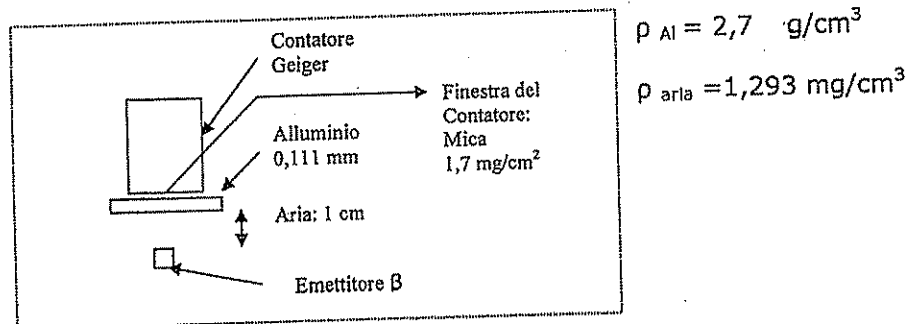 Contatore
Geiger
Finestra del
Contatore:
Mica
1,7 mg/cm²
Alluminio
0,111 mm
Aria: 1 cm
Emettitore β
ρ Al = 2,7 g/cm³
ρ aria =1,293 mg/cm³